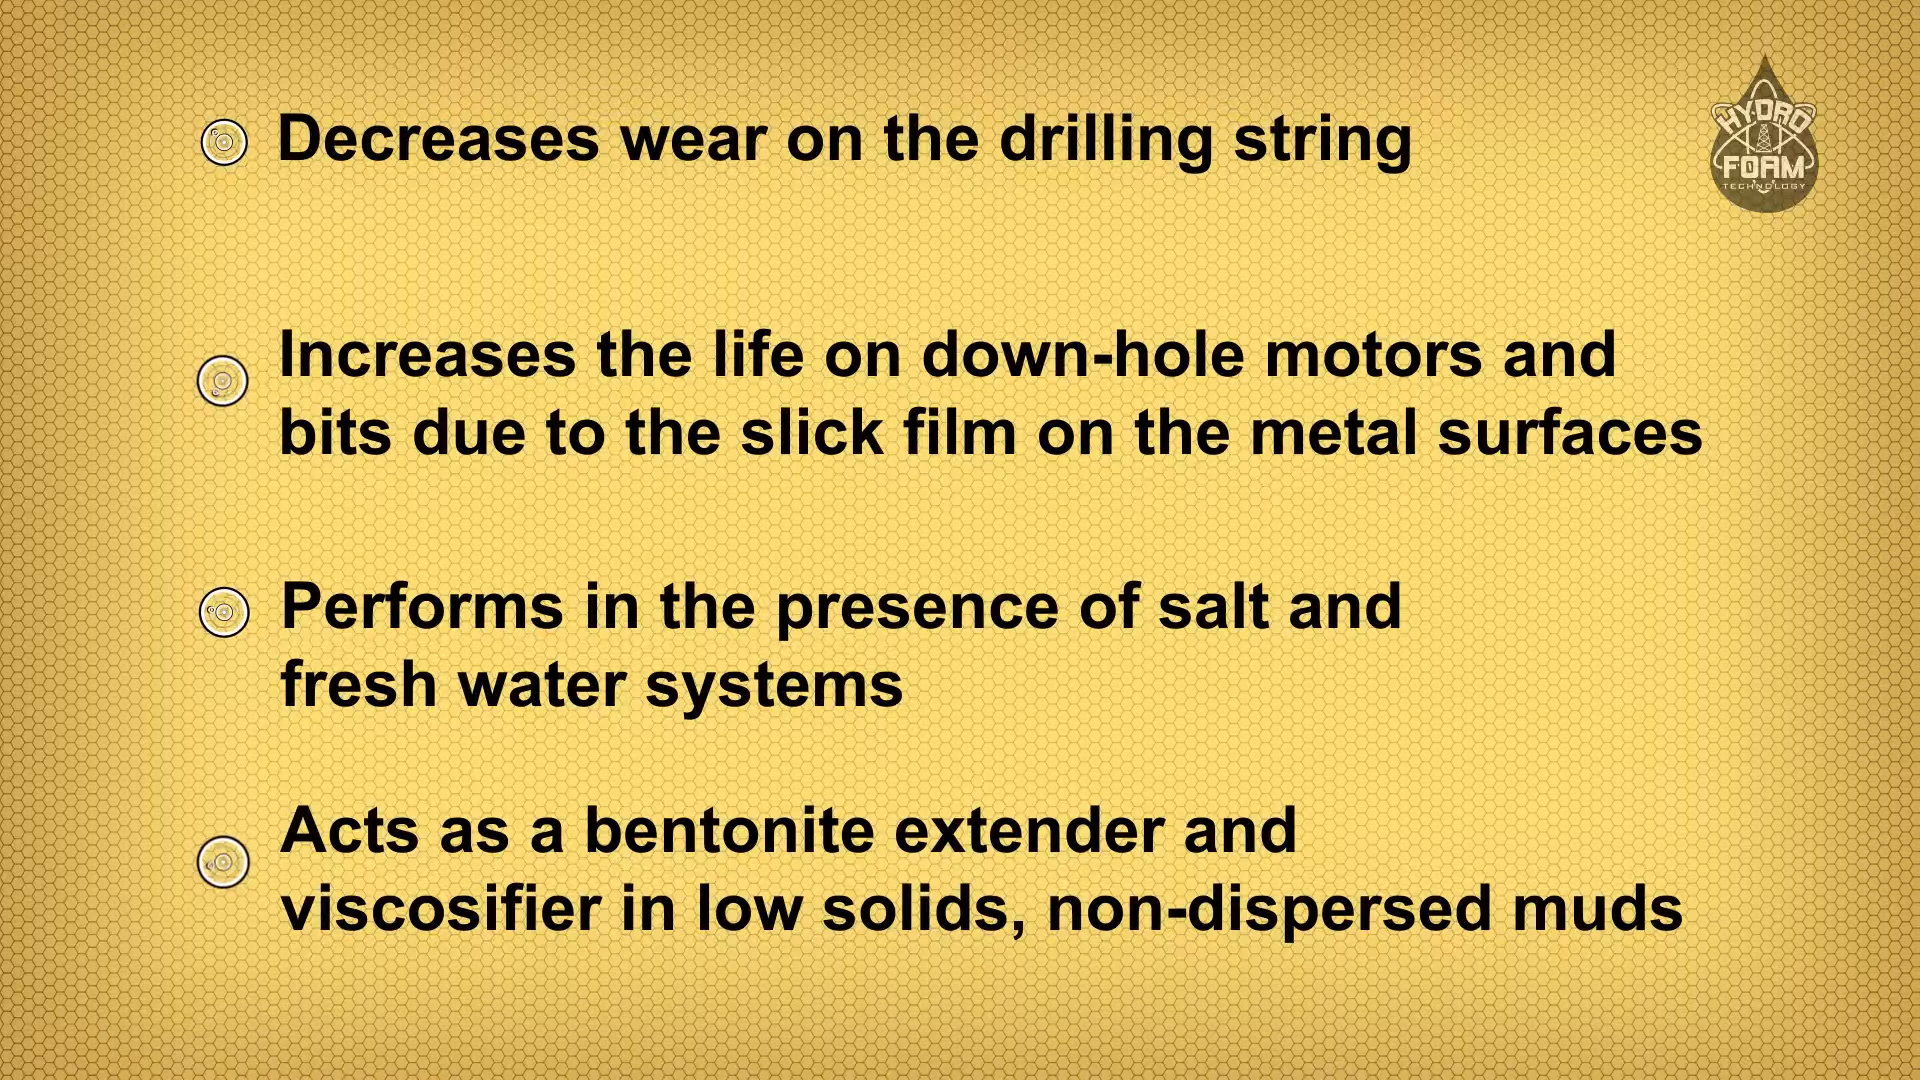 Decreases wear on the drilling string
HYDRO
FOAM
TECHNOLOGY
Increases the life on down-hole motors and
bits due to the slick film on the metal surfaces
Performs in the presence of salt and
fresh water systems
Acts as a bentonite extender and
viscosifier in low solids, non-dispersed muds